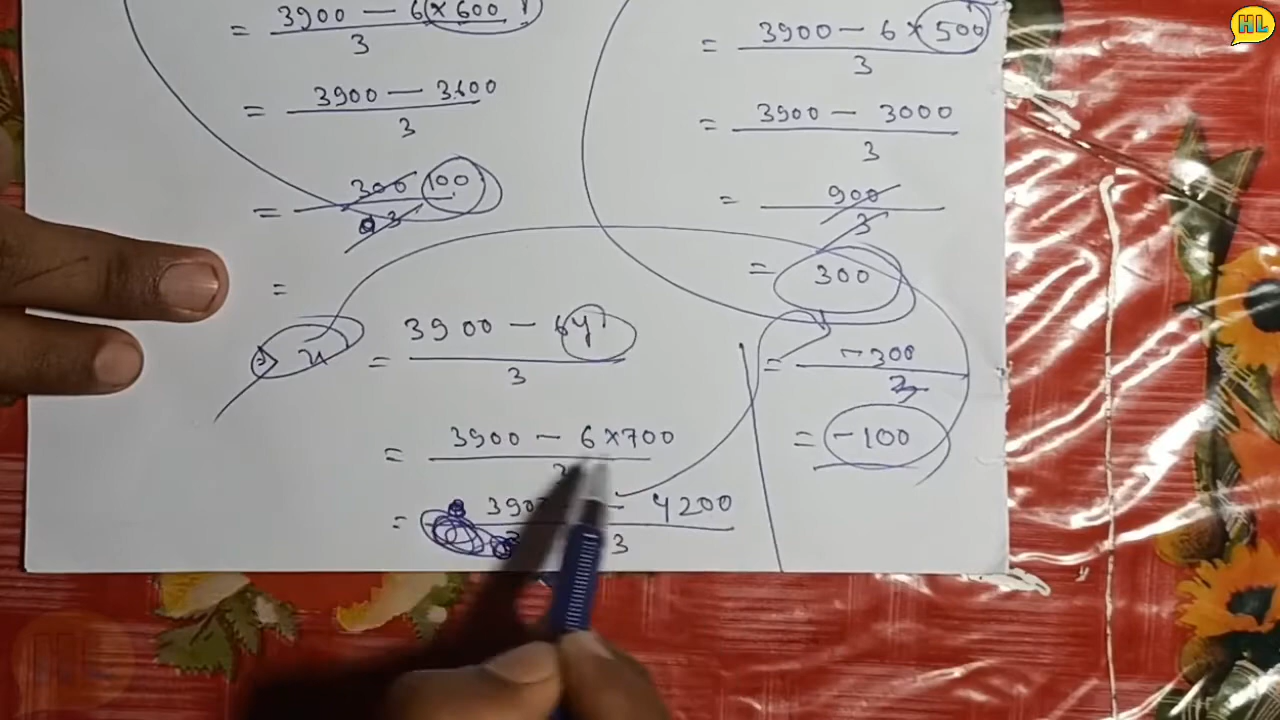 = 3900 - 6 × 600
3
= 3900 - 3600
3
= 300 100
3
=
= 3900 - 6 × 500
3
= 3900 - 3000
3
= 900
3
= 300
x = 3900 - 6y
3
= 3900 - 6 × 700
= 3900 - 4200
3
= -300
3
= -100
HL